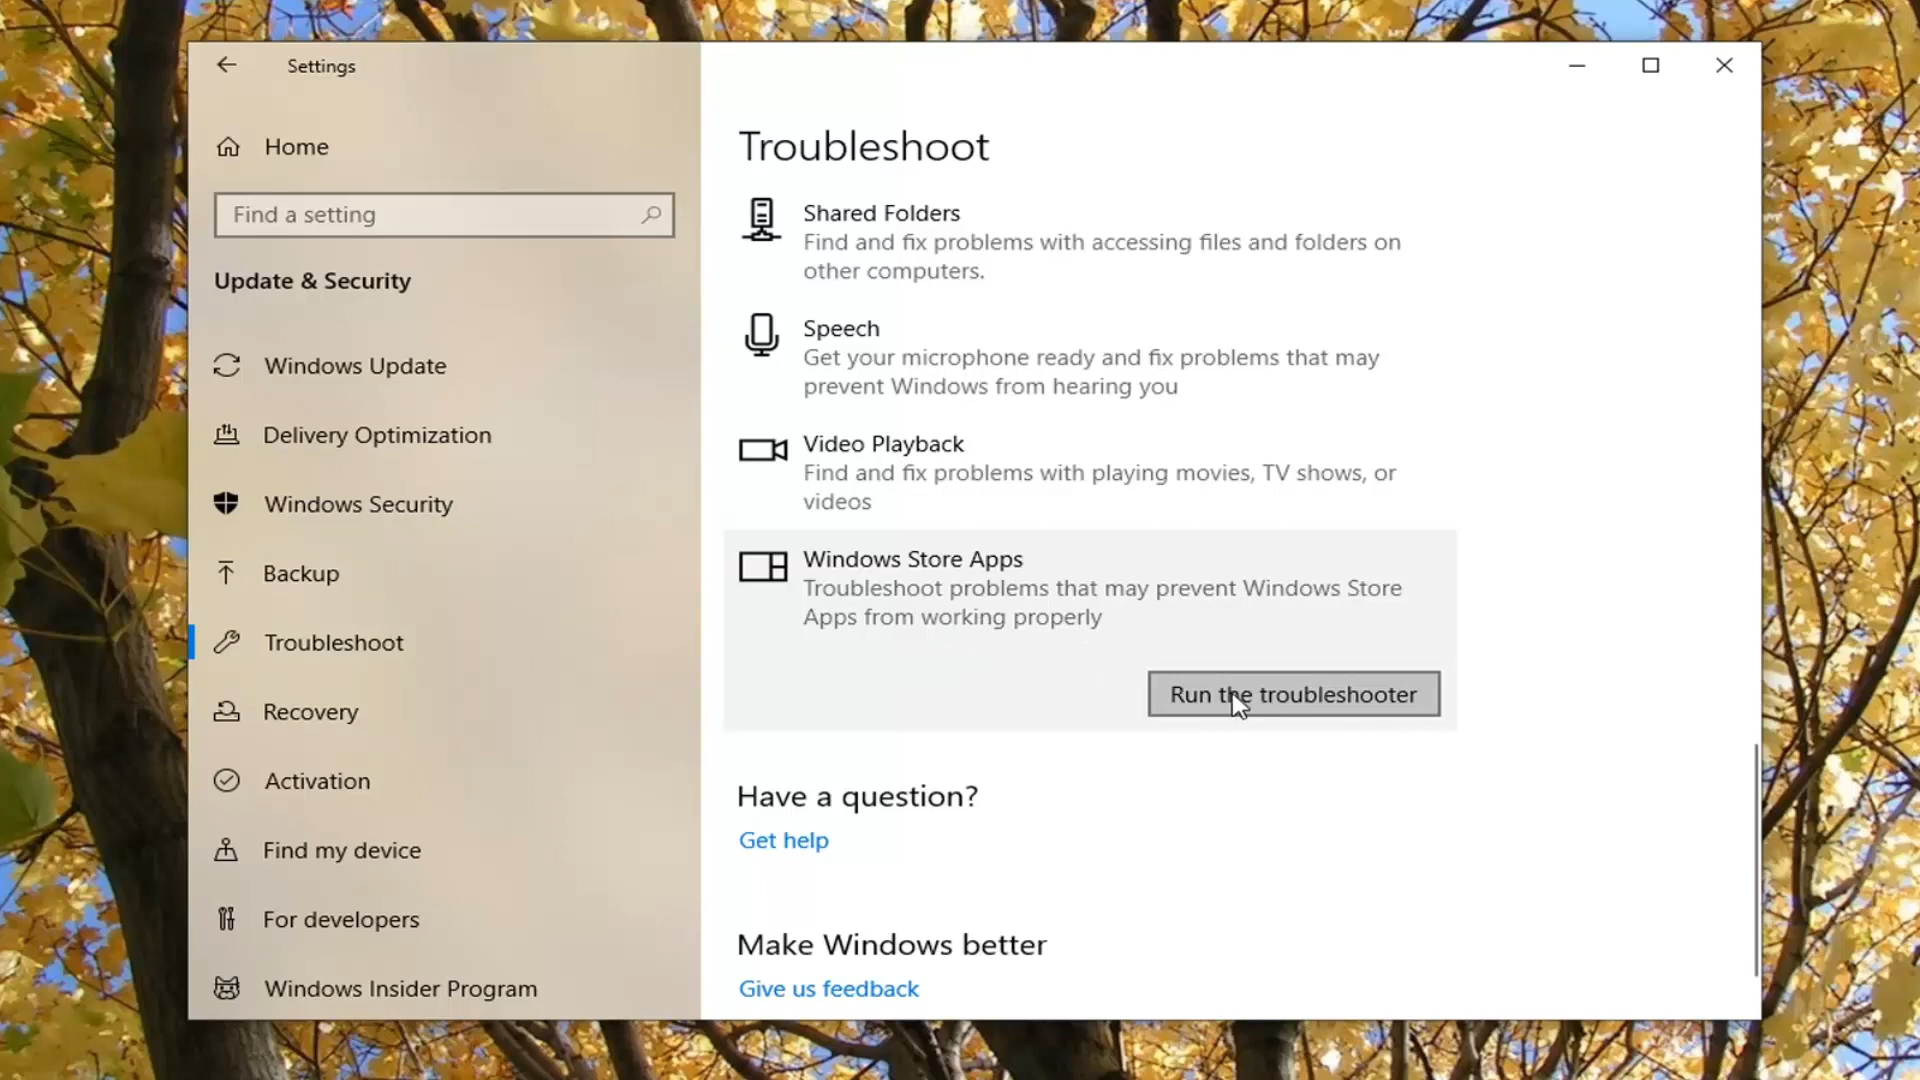 Settings
Home
Find a setting
Update & Security
Windows Update
Delivery Optimization
Windows Security
Backup
Troubleshoot
Recovery
Activation
Find my device
For developers
Windows Insider Program
Troubleshoot
Shared Folders
Find and fix problems with accessing files and folders on
other computers.
Speech
Get your microphone ready and fix problems that may
prevent Windows from hearing you
Video Playback
Find and fix problems with playing movies, TV shows, or
videos
Windows Store Apps
Troubleshoot problems that may prevent Windows Store
Apps from working properly
Run the troubleshooter
Have a question?
Get help
Make Windows better
Give us feedback